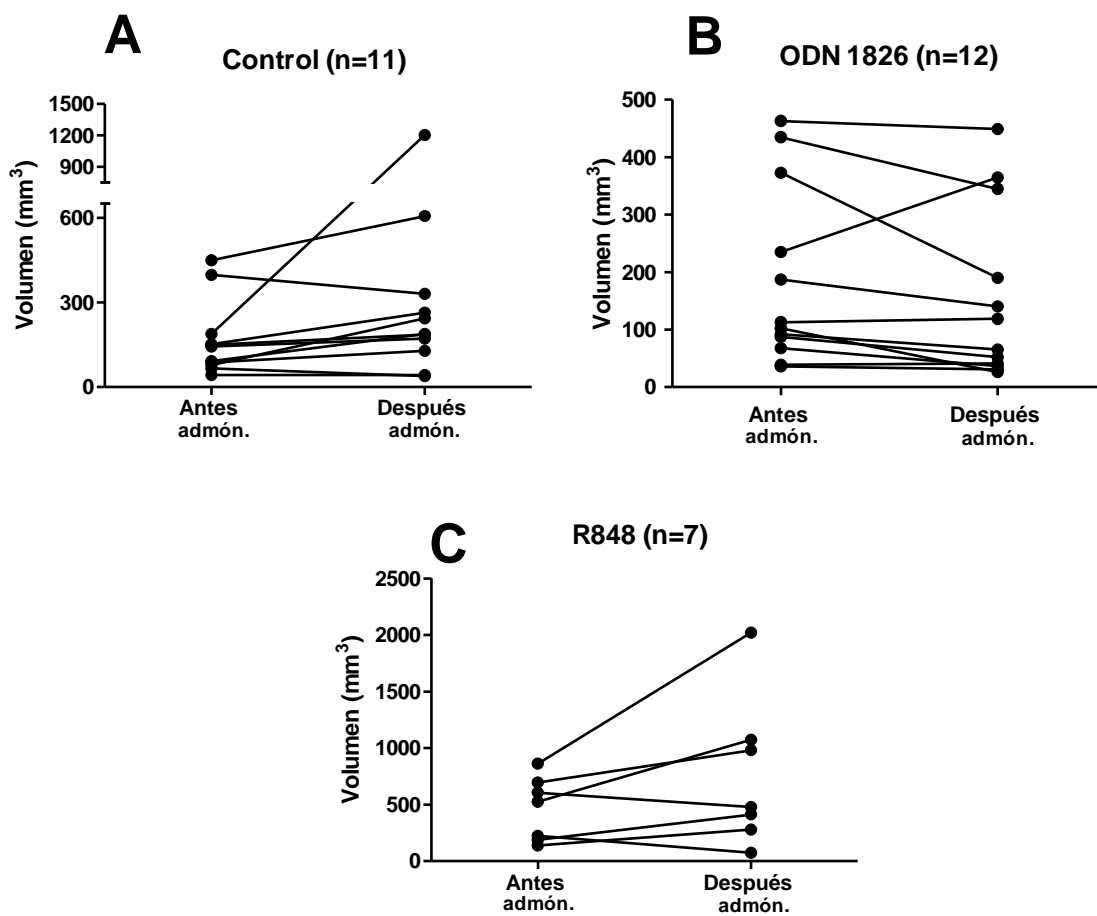 A
Control (n=11)
Volumen (mm³)
1500
1200
900
600
300
0
Antes
admón.
Después
admón.
B
ODN 1826 (n=12)
Volumen (mm³)
500
400
300
200
100
0
Antes
admón.
Después
admón.
C
R848 (n=7)
Volumen (mm³)
2500
2000
1500
1000
500
0
Antes
admón.
Después
admón.